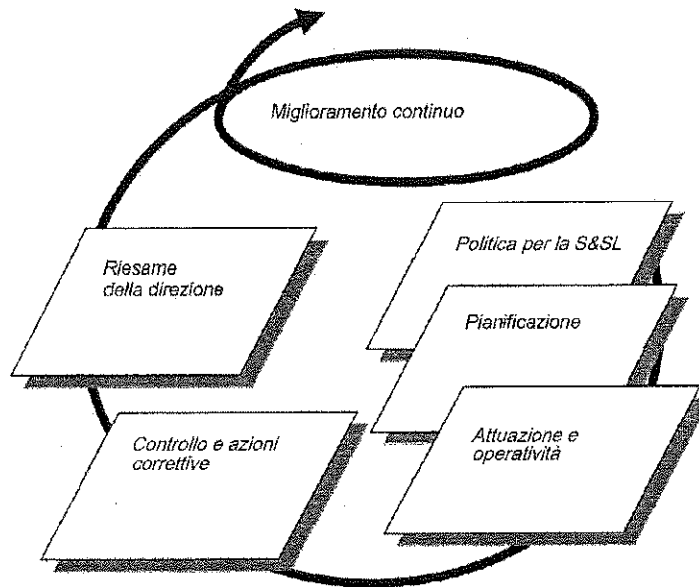 Miglioramento continuo
Politica per la S&SL
Pianificazione
Attuazione e
operatività
Controllo e azioni
correttive
Riesame
della direzione